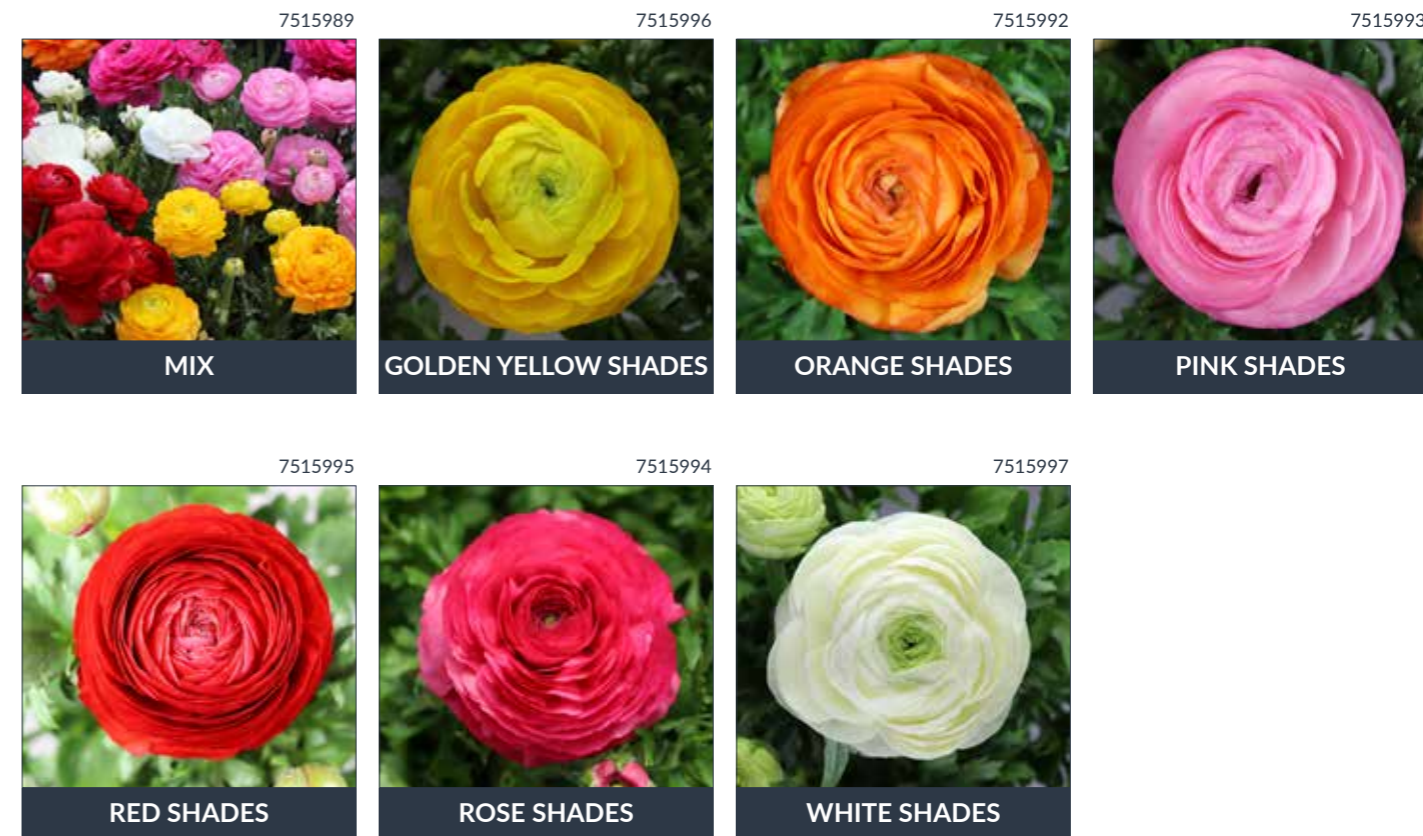 7515989
7515996
7515992
7515993
MIX
GOLDEN YELLOW SHADES
ORANGE SHADES
PINK SHADES
7515995
7515994
7515997
RED SHADES
ROSE SHADES
WHITE SHADES